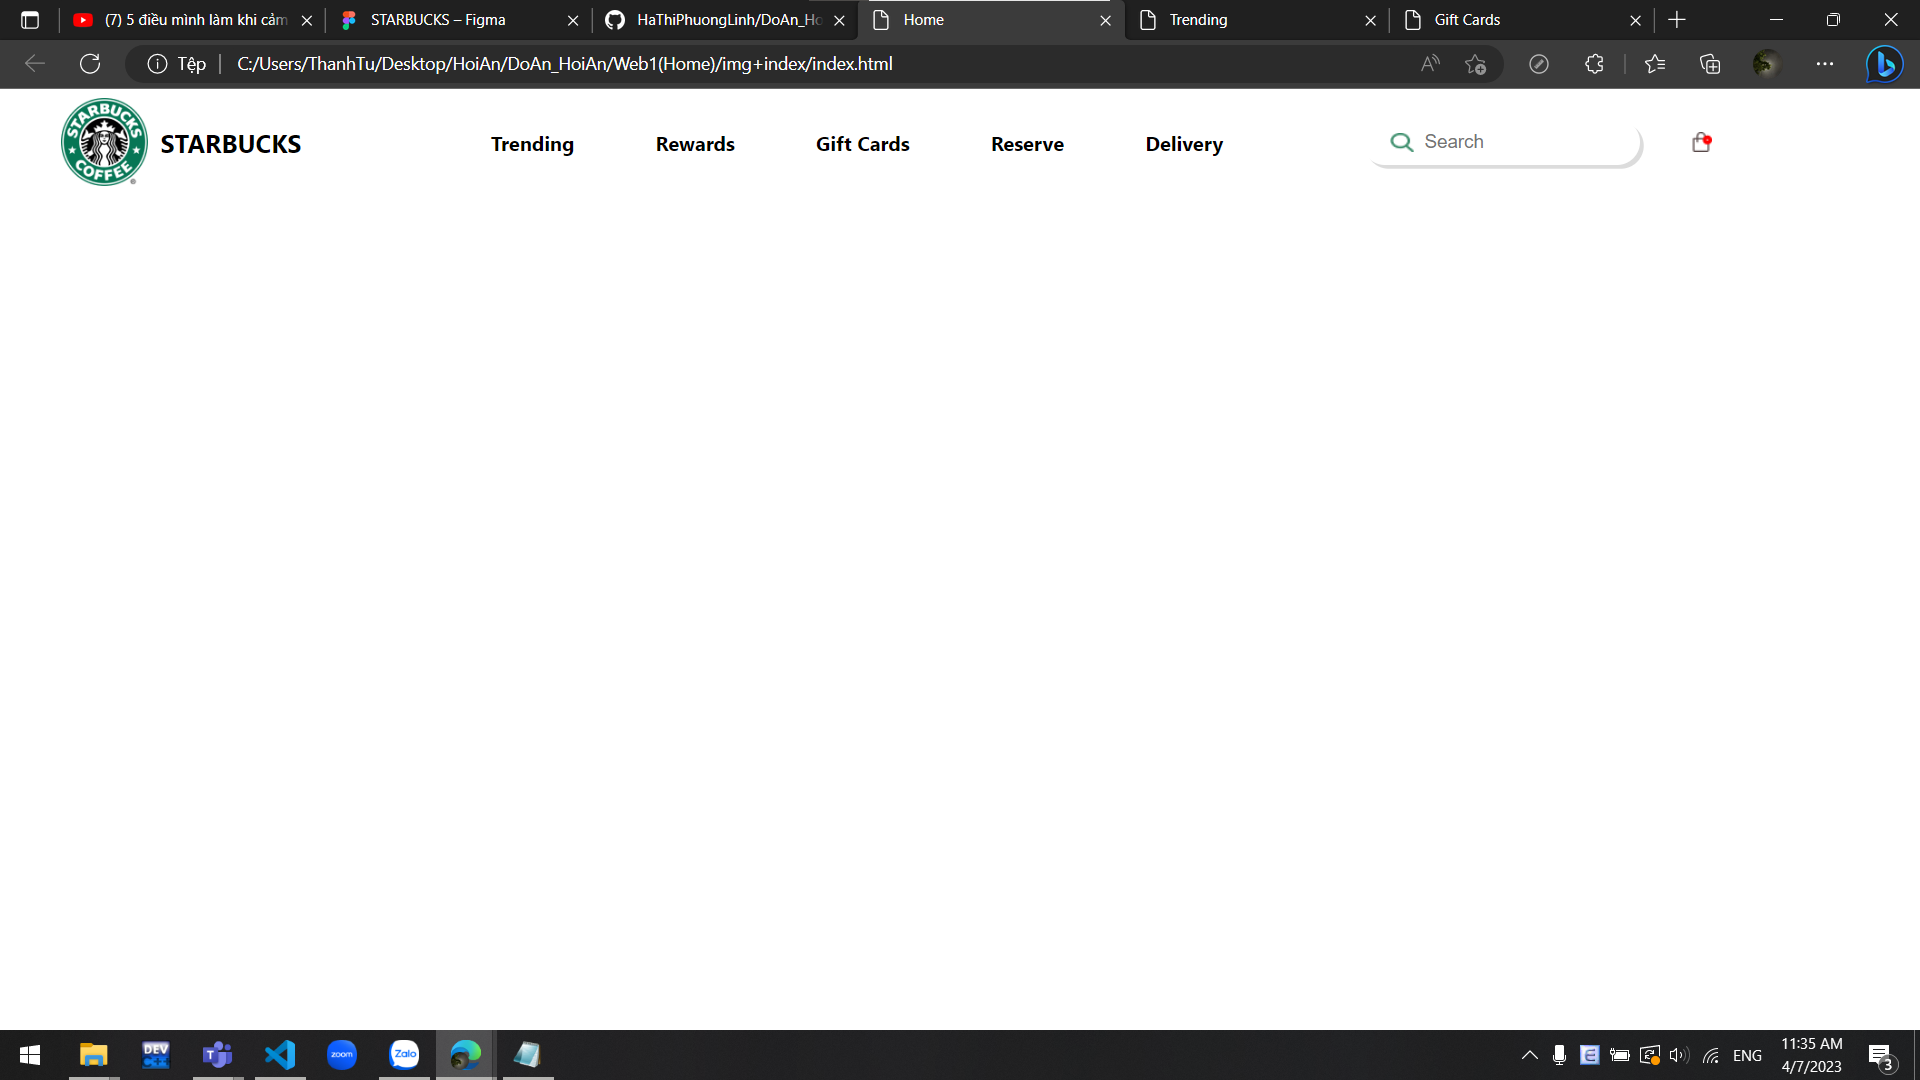 (7) 5 điều mình làm khi cảm
STARBUCKS – Figma
HaThiPhuongLinh/DoAn_Ho
Home
Trending
Gift Cards
Tệp
C:/Users/ThanhTu/Desktop/HoiAn/DoAn_HoiAn/Web1(Home)/img+index/index.html
STARBUCKS
COFFEE
STARBUCKS
Trending
Rewards
Gift Cards
Reserve
Delivery
Search
DEV
C++
T
zoom
Zalo
E
ENG
11:35 AM
4/7/2023
3